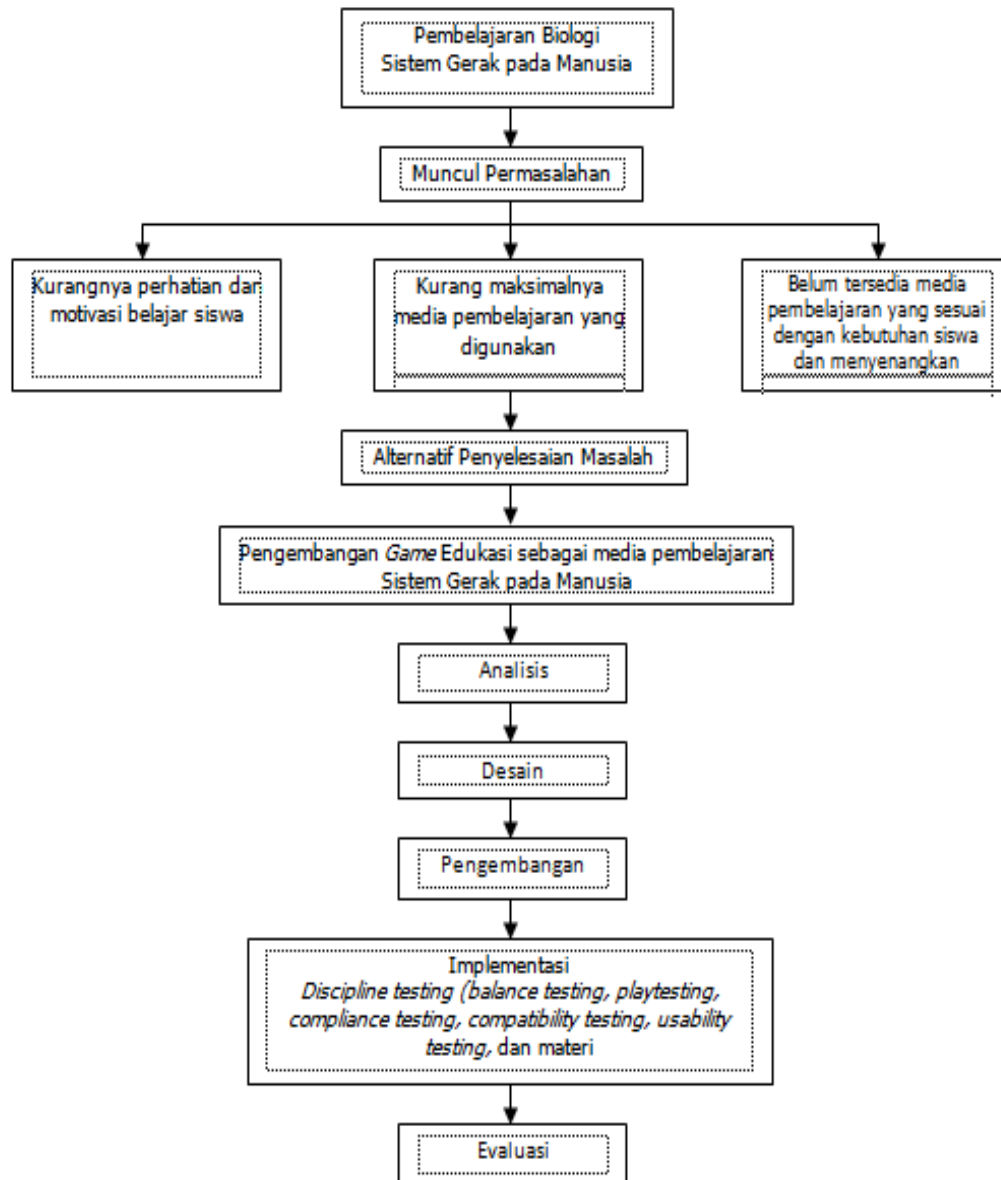 Pembelajaran Biologi
Sistem Gerak pada Manusia
Muncul Permasalahan
Kurangnya perhatian dan
motivasi belajar siswa
Kurang maksimalnya
media pembelajaran yang
digunakan
Belum tersedia media
pembelajaran yang sesuai
dengan kebutuhan siswa
dan menyenangkan
Alternatif Penyelesaian Masalah
Pengembangan Game Edukasi sebagai media pembelajaran
Sistem Gerak pada Manusia
Analisis
Desain
Pengembangan
Implementasi
Discipline testing (balance testing, playtesting,
compliance testing, compatibility testing, usability
testing, dan materi
Evaluasi